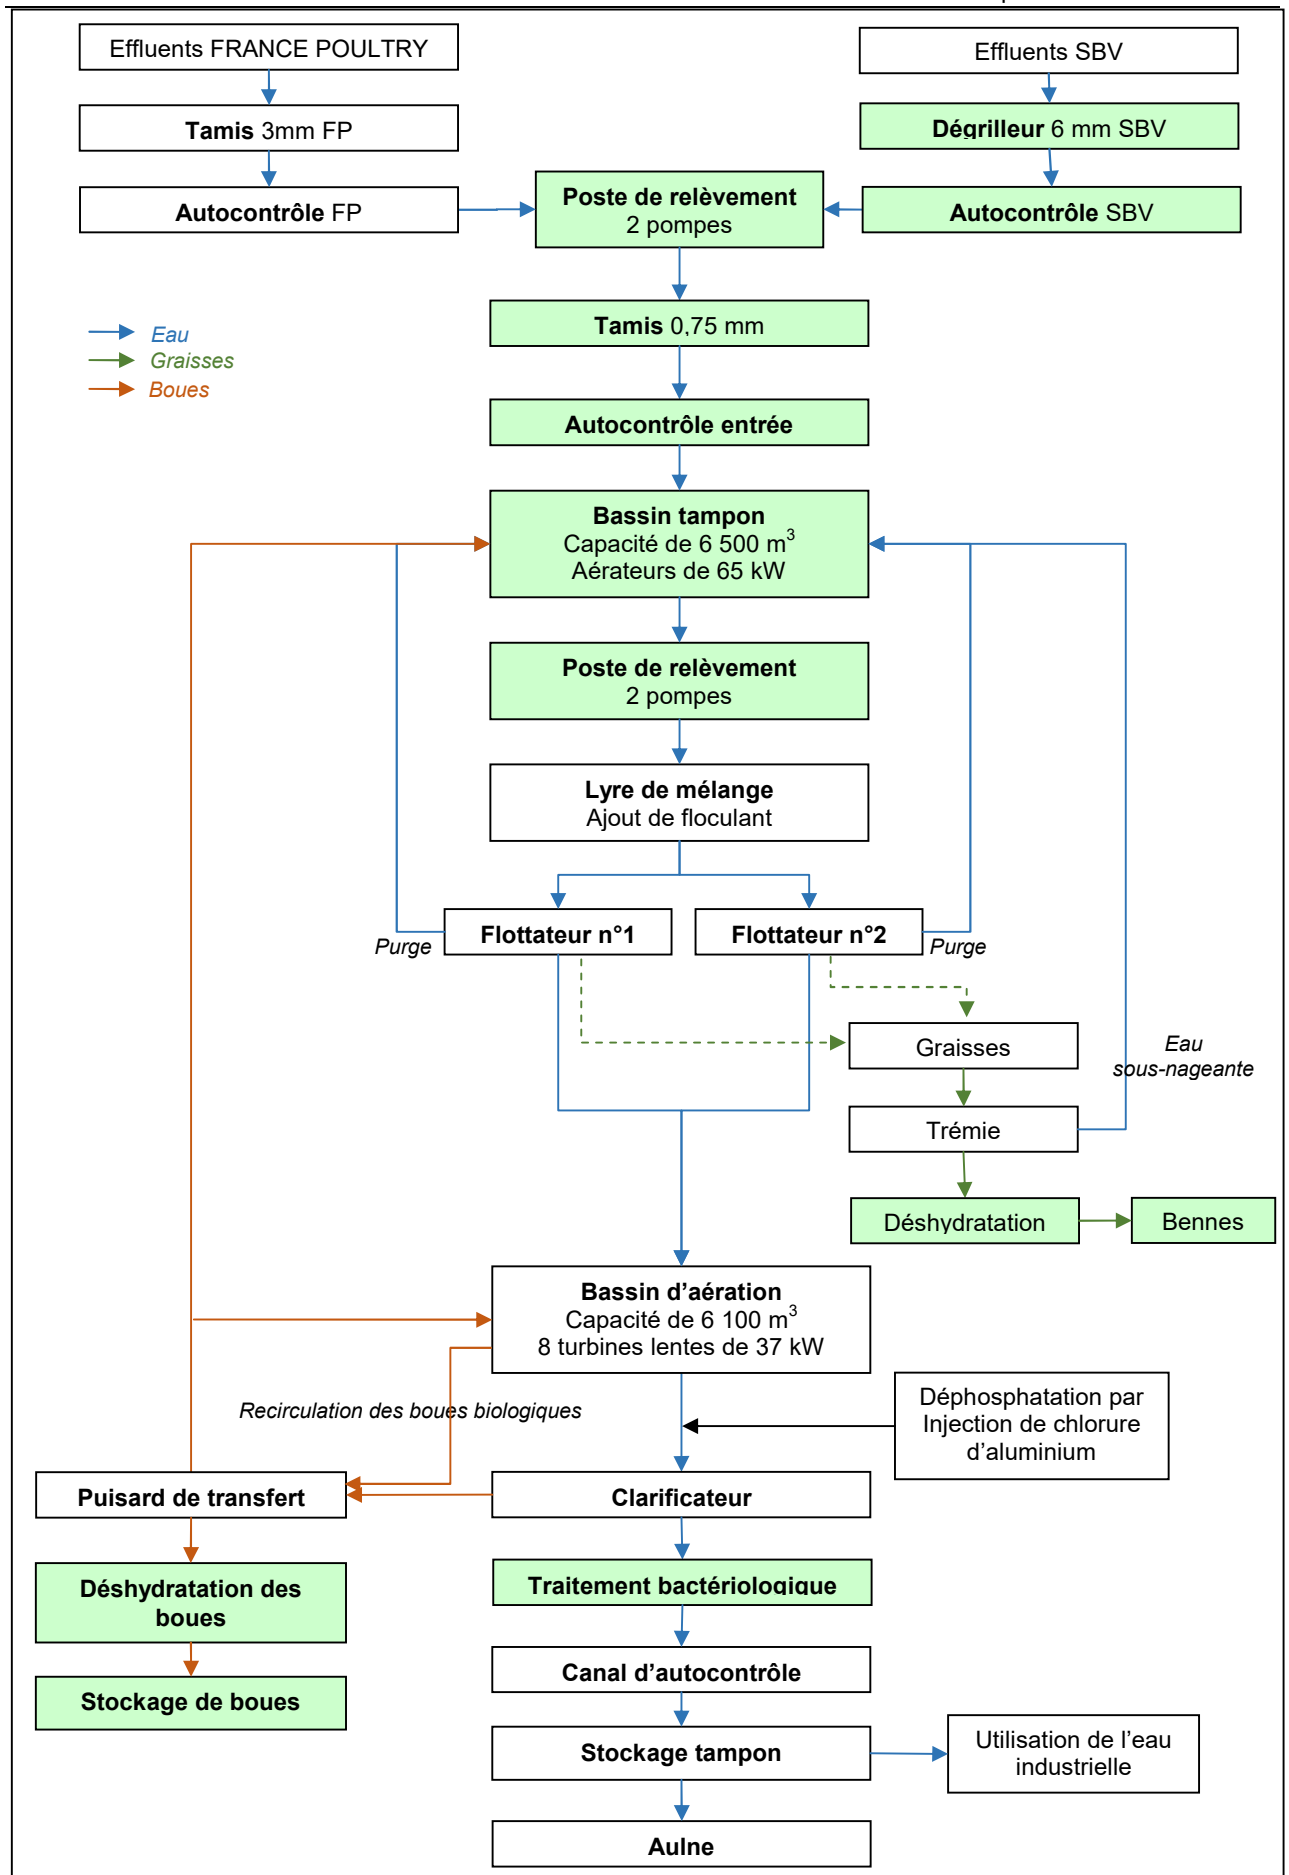 Effluents FRANCE POULTRY
Effluents SBV
Tamis 3mm FP
Dégrilleur 6 mm SBV
Autocontrôle FP
Poste de relèvement
2 pompes
Autocontrôle SBV
Tamis 0,75 mm
Eau
Graisses
Boues
Autocontrôle entrée
Bassin tampon
Capacité de 6 500 m³
Aérateurs de 65 kW
Poste de relèvement
2 pompes
Lyre de mélange
Ajout de floculant
Flottateur n°1
Flottateur n°2
Purge
Purge
Graisses
Eau
sous-nageante
Trémie
Déshydratation
Bennes
Bassin d’aération
Capacité de 6 100 m³
8 turbines lentes de 37 kW
Recirculation des boues biologiques
Déphosphatation par
Injection de chlorure
d’aluminium
Puisard de transfert
Clarificateur
Déshydratation des
boues
Traitement bactériologique
Canal d’autocontrôle
Stockage de boues
Stockage tampon
Utilisation de l’eau
industrielle
Aulne